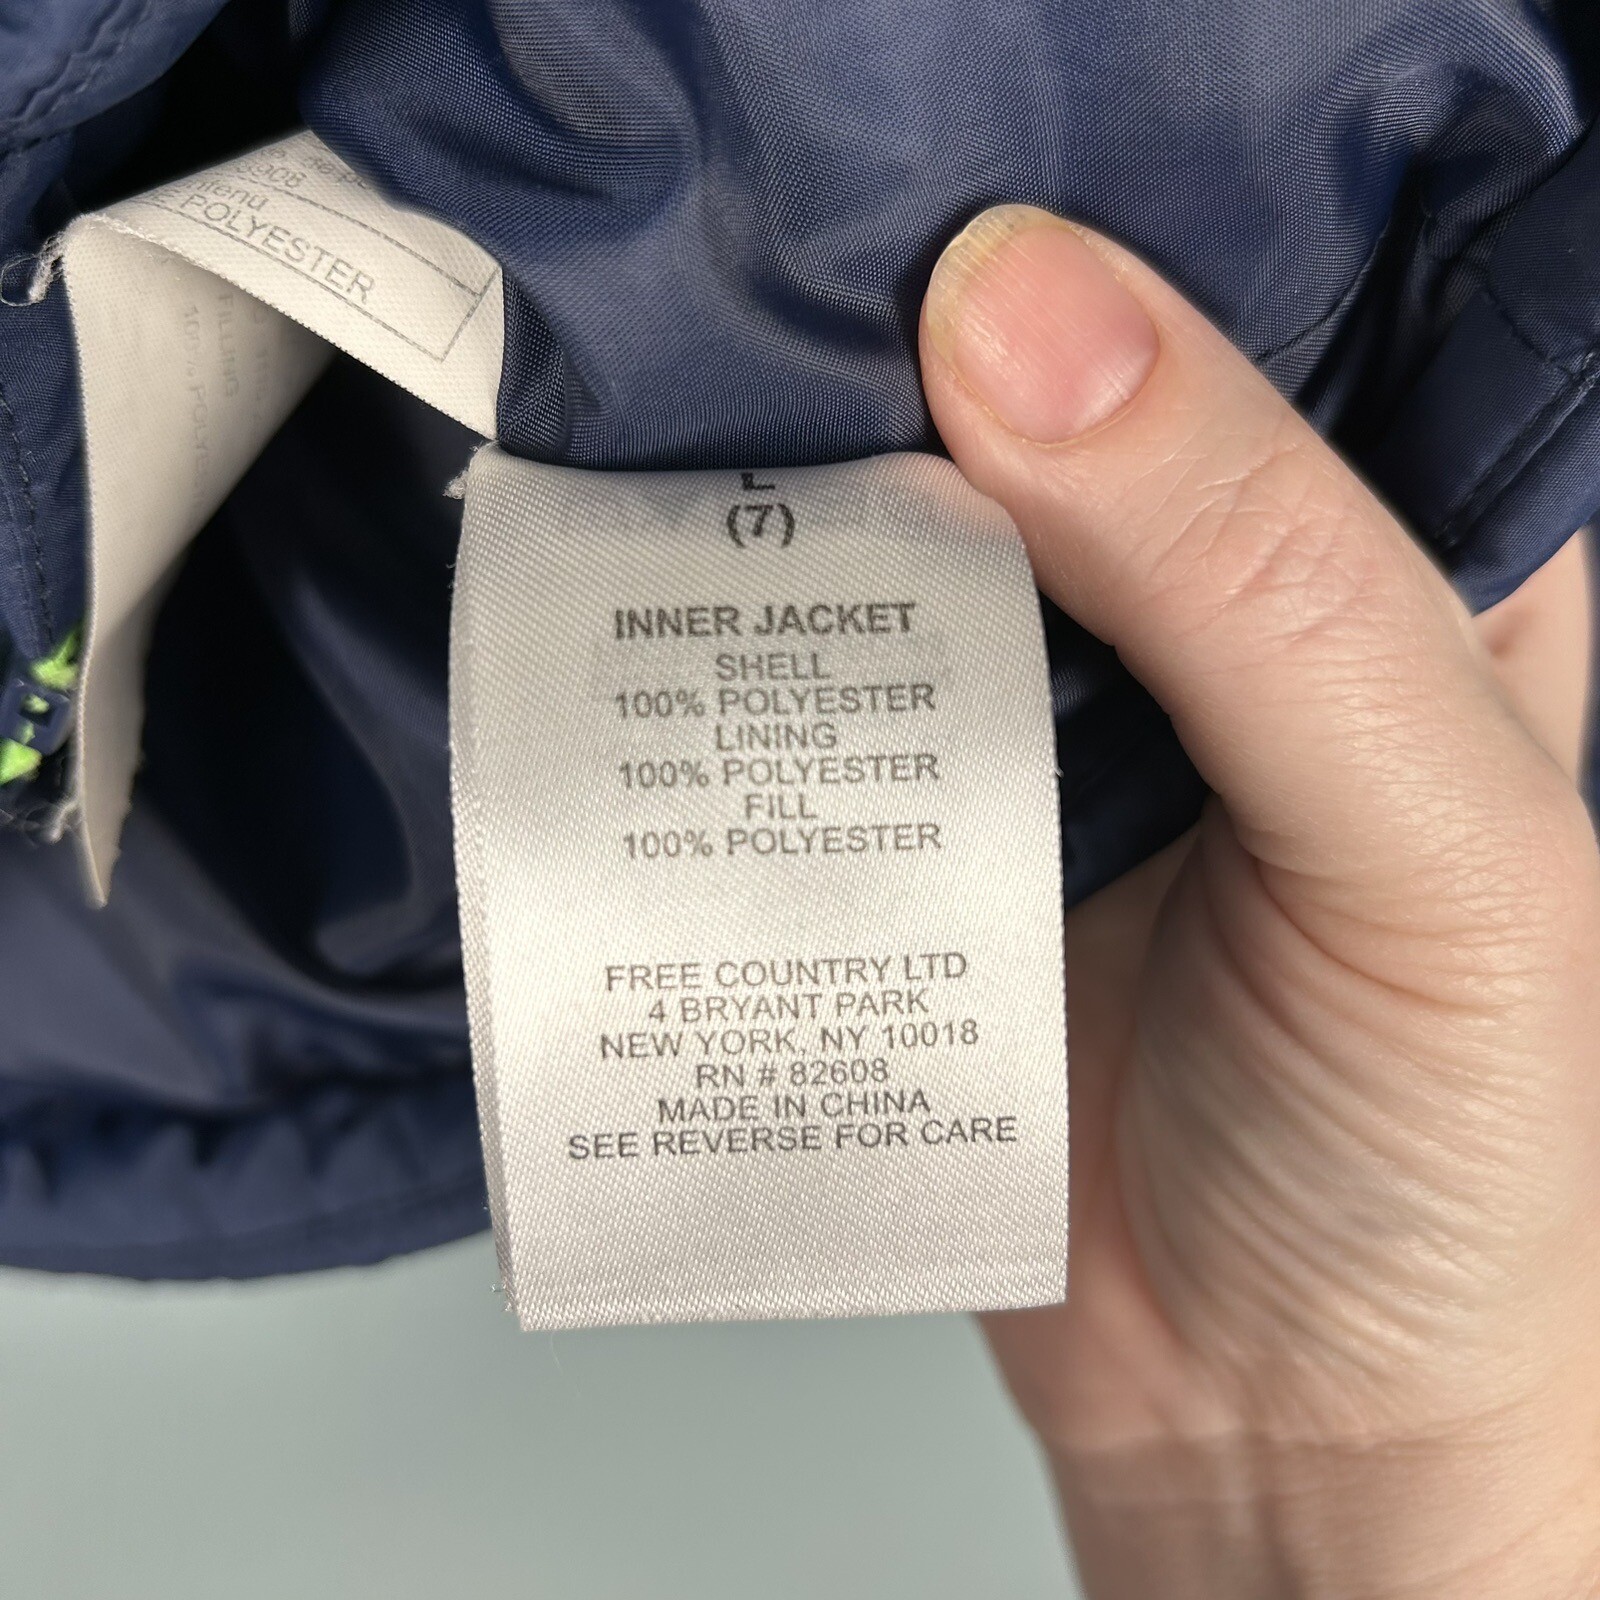 908
POLYESTER
FILLING
L
(7)
INNER JACKET
SHELL
100% POLYESTER
LINING
100% POLYESTER
FILL
100% POLYESTER
FREE COUNTRY LTD
4 BRYANT PARK
NEW YORK, NY 10018
RN # 82608
MADE IN CHINA
SEE REVERSE FOR CARE